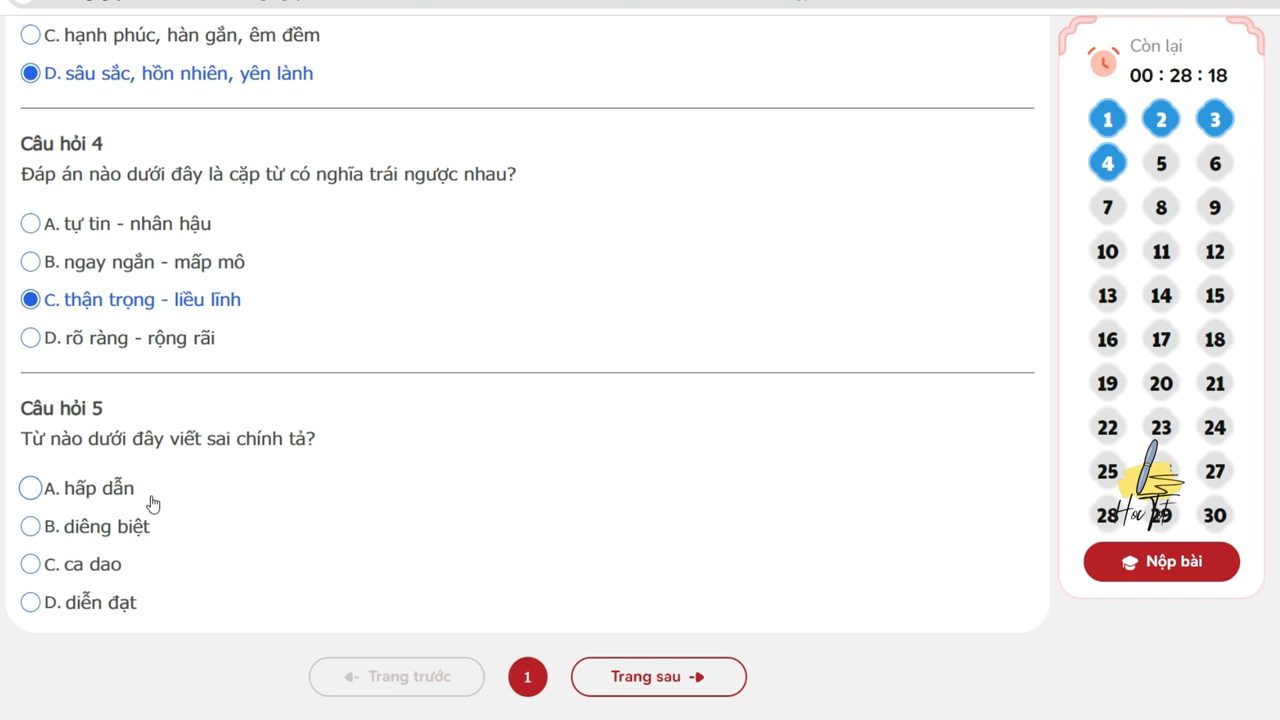 C. hạnh phúc, hàn gắn, êm đềm
D. sâu sắc, hồn nhiên, yên lành
Câu hỏi 4
Đáp án nào dưới đây là cặp từ có nghĩa trái ngược nhau?
A. tự tin - nhân hậu
B. ngay ngắn - mấp mô
C. thận trọng - liều lĩnh
D. rõ ràng - rộng rãi
Câu hỏi 5
Từ nào dưới đây viết sai chính tả?
A. hấp dẫn
B. diêng biệt
C. ca dao
D. diễn đạt
Trang trước
1
Trang sau
Còn lại
00 : 28 : 18
1 2 3
4 5 6
7 8 9
10 11 12
13 14 15
16 17 18
19 20 21
22 23 24
25 27
28 29 30
Nộp bài